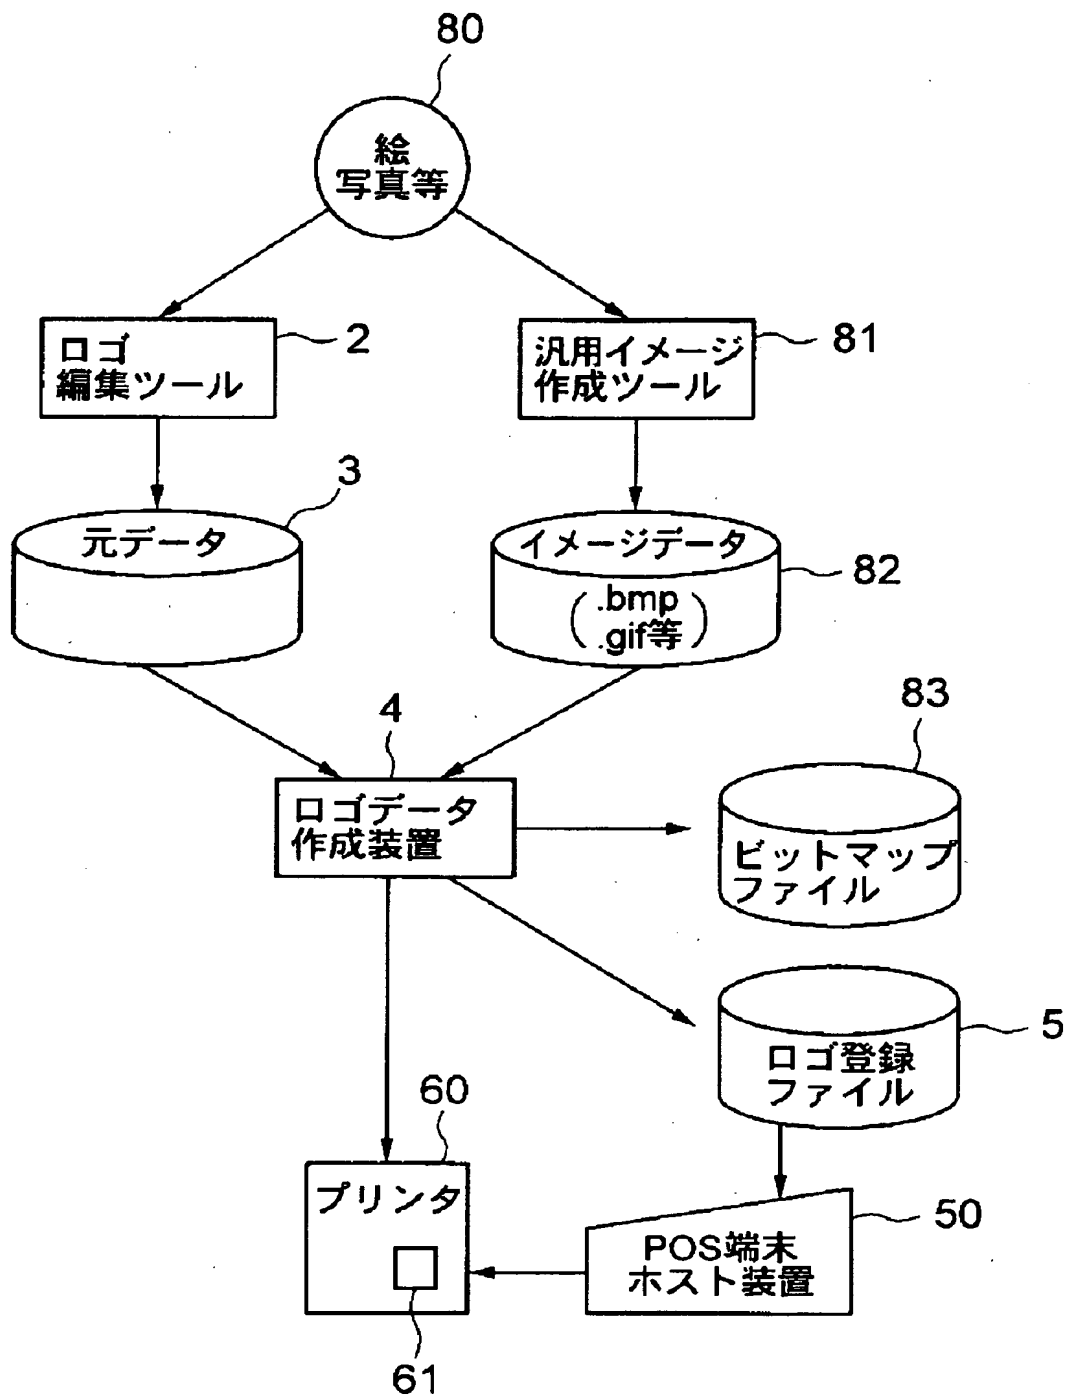 80
絵
写真等
ロゴ
編集ツール
2
汎用イメージ
作成ツール
81
3
元データ
イメージデータ
.bmp
.gif等
82
4
ロゴデータ
作成装置
83
ビットマップ
ファイル
ロゴ登録
ファイル
5
60
プリンタ
61
POS端末
ホスト装置
50